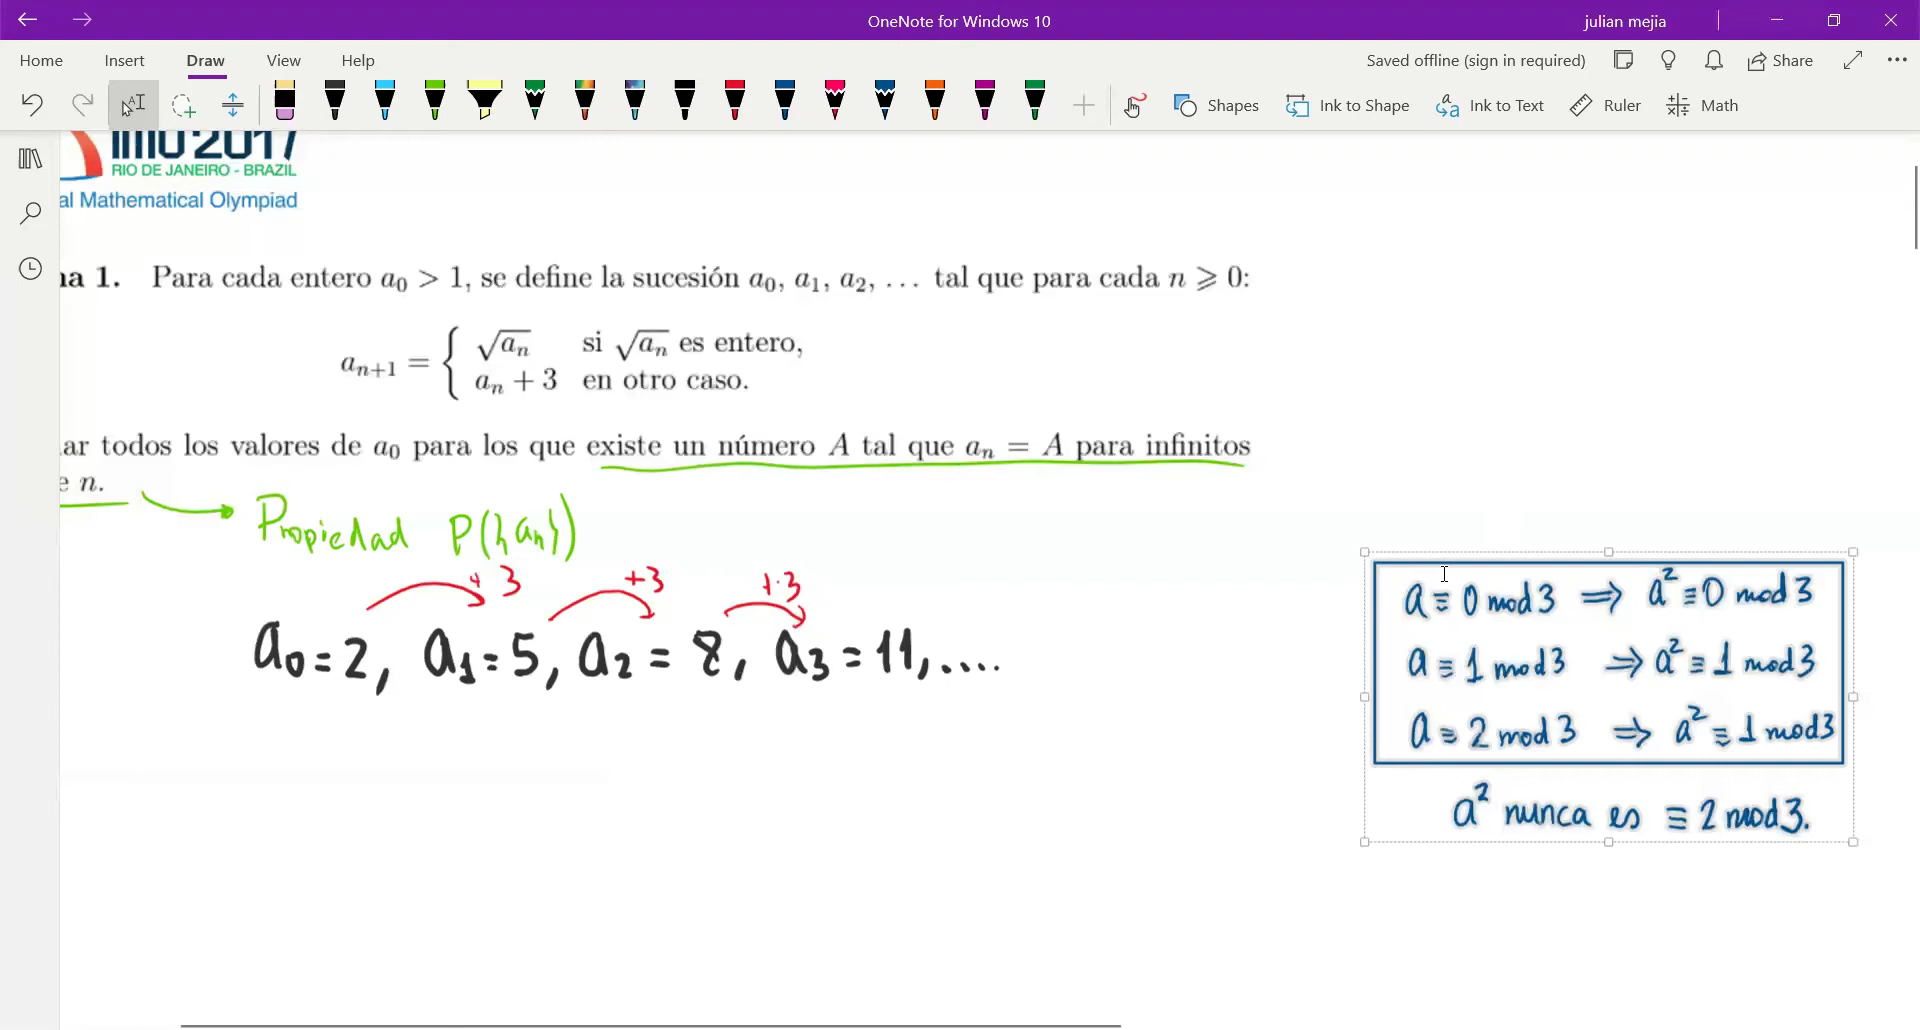 OneNote for Windows 10
julian mejia
Home Insert Draw View Help
Saved offline (sign in required) Share
Shapes Ink to Shape Ink to Text Ruler Math
IMO 2017
RIO DE JANEIRO - BRAZIL
al Mathematical Olympiad
na 1. Para cada entero a₀ > 1, se define la sucesión a₀, a₁, a₂, … tal que para cada n ⩾ 0:
aₙ₊₁ = { √aₙ si √aₙ es entero,
aₙ + 3 en otro caso.
ar todos los valores de a₀ para los que existe un número A tal que aₙ = A para infinitos
e n.
Propiedad P({an})
+3 +3 +3
a₀=2, a₁=5, a₂=8, a₃=11,....
a≡0 mod 3 ⇒ a²≡0 mod 3
a≡1 mod 3 ⇒ a²≡1 mod 3
a≡2 mod 3 ⇒ a²≡1 mod 3
a² nunca es ≡ 2 mod 3.